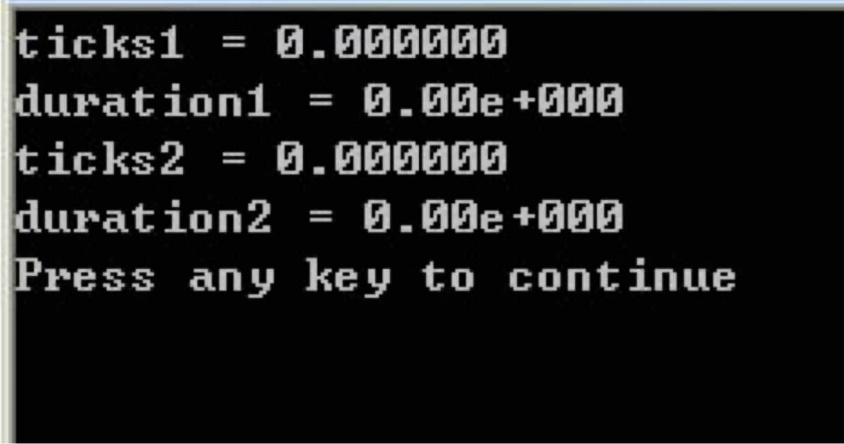 ticks1 = 0.000000
duration1 = 0.00e+000
ticks2 = 0.000000
duration2 = 0.00e+000
Press any key to continue